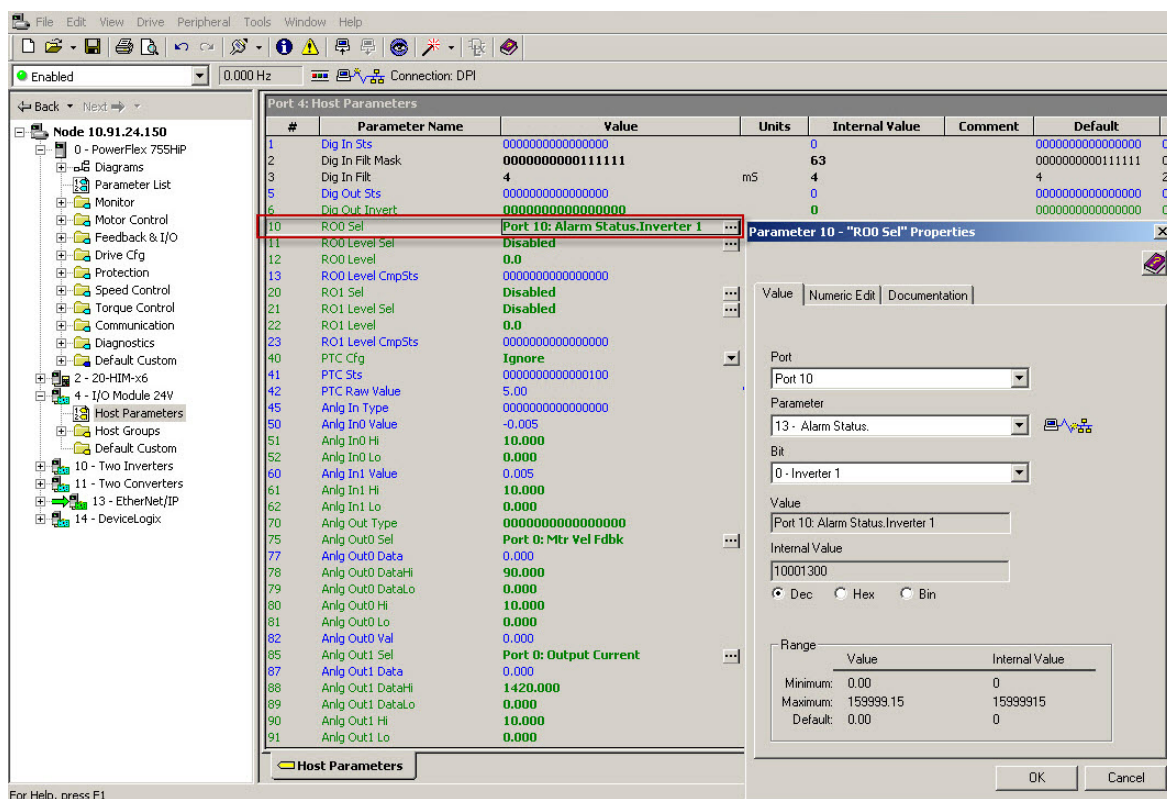 File Edit View Drive Peripheral Tools Window Help
Enabled 0.000 Hz Connection: DPI
Back Next
Node 10.91.24.150
0 - PowerFlex 755HiP
Diagrams
Parameter List
Monitor
Motor Control
Feedback & I/O
Drive Cfg
Protection
Speed Control
Torque Control
Communication
Diagnostics
Default Custom
2 - 20-HIM-x6
4 - I/O Module 24V
Host Parameters
Host Groups
Default Custom
10 - Two Inverters
11 - Two Converters
13 - EtherNet/IP
14 - DeviceLogix
Port 4: Host Parameters
# Parameter Name Value Units Internal Value Comment Default
1 Dig In Sts 0000000000000000 0 0000000000000000
2 Dig In Filt Mask 0000000000111111 63 0000000000111111
3 Dig In Filt 4 mS 4 4
5 Dig Out Sts 0000000000000000 0 0000000000000000
6 Dig Out Invert 0000000000000000 0 0000000000000000
10 RO0 Sel Port 10: Alarm Status.Inverter 1 ...
11 RO0 Level Sel Disabled ...
12 RO0 Level 0.0
13 RO0 Level CmpSts 0000000000000000
20 RO1 Sel Disabled ...
21 RO1 Level Sel Disabled ...
22 RO1 Level 0.0
23 RO1 Level CmpSts 0000000000000000
40 PTC Cfg Ignore
41 PTC Sts 0000000000000100
42 PTC Raw Value 5.00
45 Anlg In Type 0000000000000000
50 Anlg In0 Value -0.005
51 Anlg In0 Hi 10.000
52 Anlg In0 Lo 0.000
60 Anlg In1 Value 0.005
61 Anlg In1 Hi 10.000
62 Anlg In1 Lo 0.000
70 Anlg Out Type 0000000000000000
75 Anlg Out0 Sel Port 0: Mtr Vel Fdbk ...
77 Anlg Out0 Data 0.000
78 Anlg Out0 DataHi 90.000
79 Anlg Out0 DataLo 0.000
80 Anlg Out0 Hi 10.000
81 Anlg Out0 Lo 0.000
82 Anlg Out0 Val 0.000
85 Anlg Out1 Sel Port 0: Output Current ...
87 Anlg Out1 Data 0.000
88 Anlg Out1 DataHi 1420.000
89 Anlg Out1 DataLo 0.000
90 Anlg Out1 Hi 10.000
91 Anlg Out1 Lo 0.000
Host Parameters
Parameter 10 - "RO0 Sel" Properties
Value Numeric Edit Documentation
Port
Port 10
Parameter
13 - Alarm Status.
Bit
0 - Inverter 1
Value
Port 10: Alarm Status.Inverter 1
Internal Value
10001300
Dec Hex Bin
Range
Value Internal Value
Minimum: 0.00 0
Maximum: 159999.15 15999915
Default: 0.00 0
OK Cancel
For Help, press F1